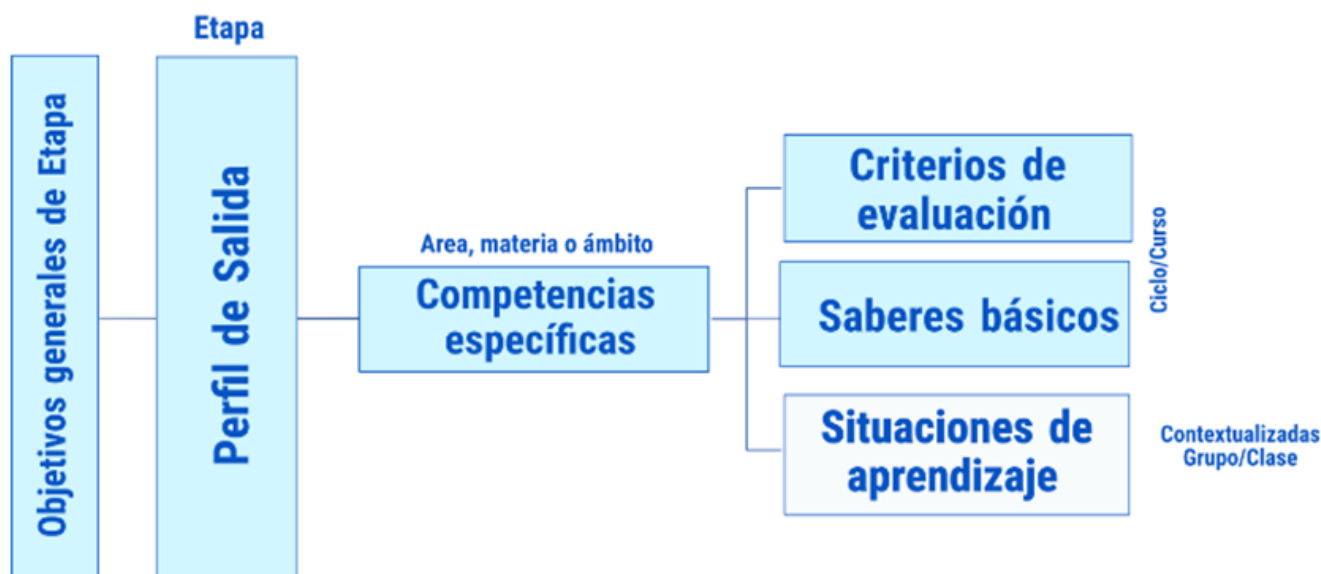 Objetivos generales de Etapa
Etapa
Perfil de Salida
Area, materia o ámbito
Competencias
específicas
Criterios de
evaluación
Saberes básicos
Ciclo/Curso
Situaciones de
aprendizaje
Contextualizadas
Grupo/Clase